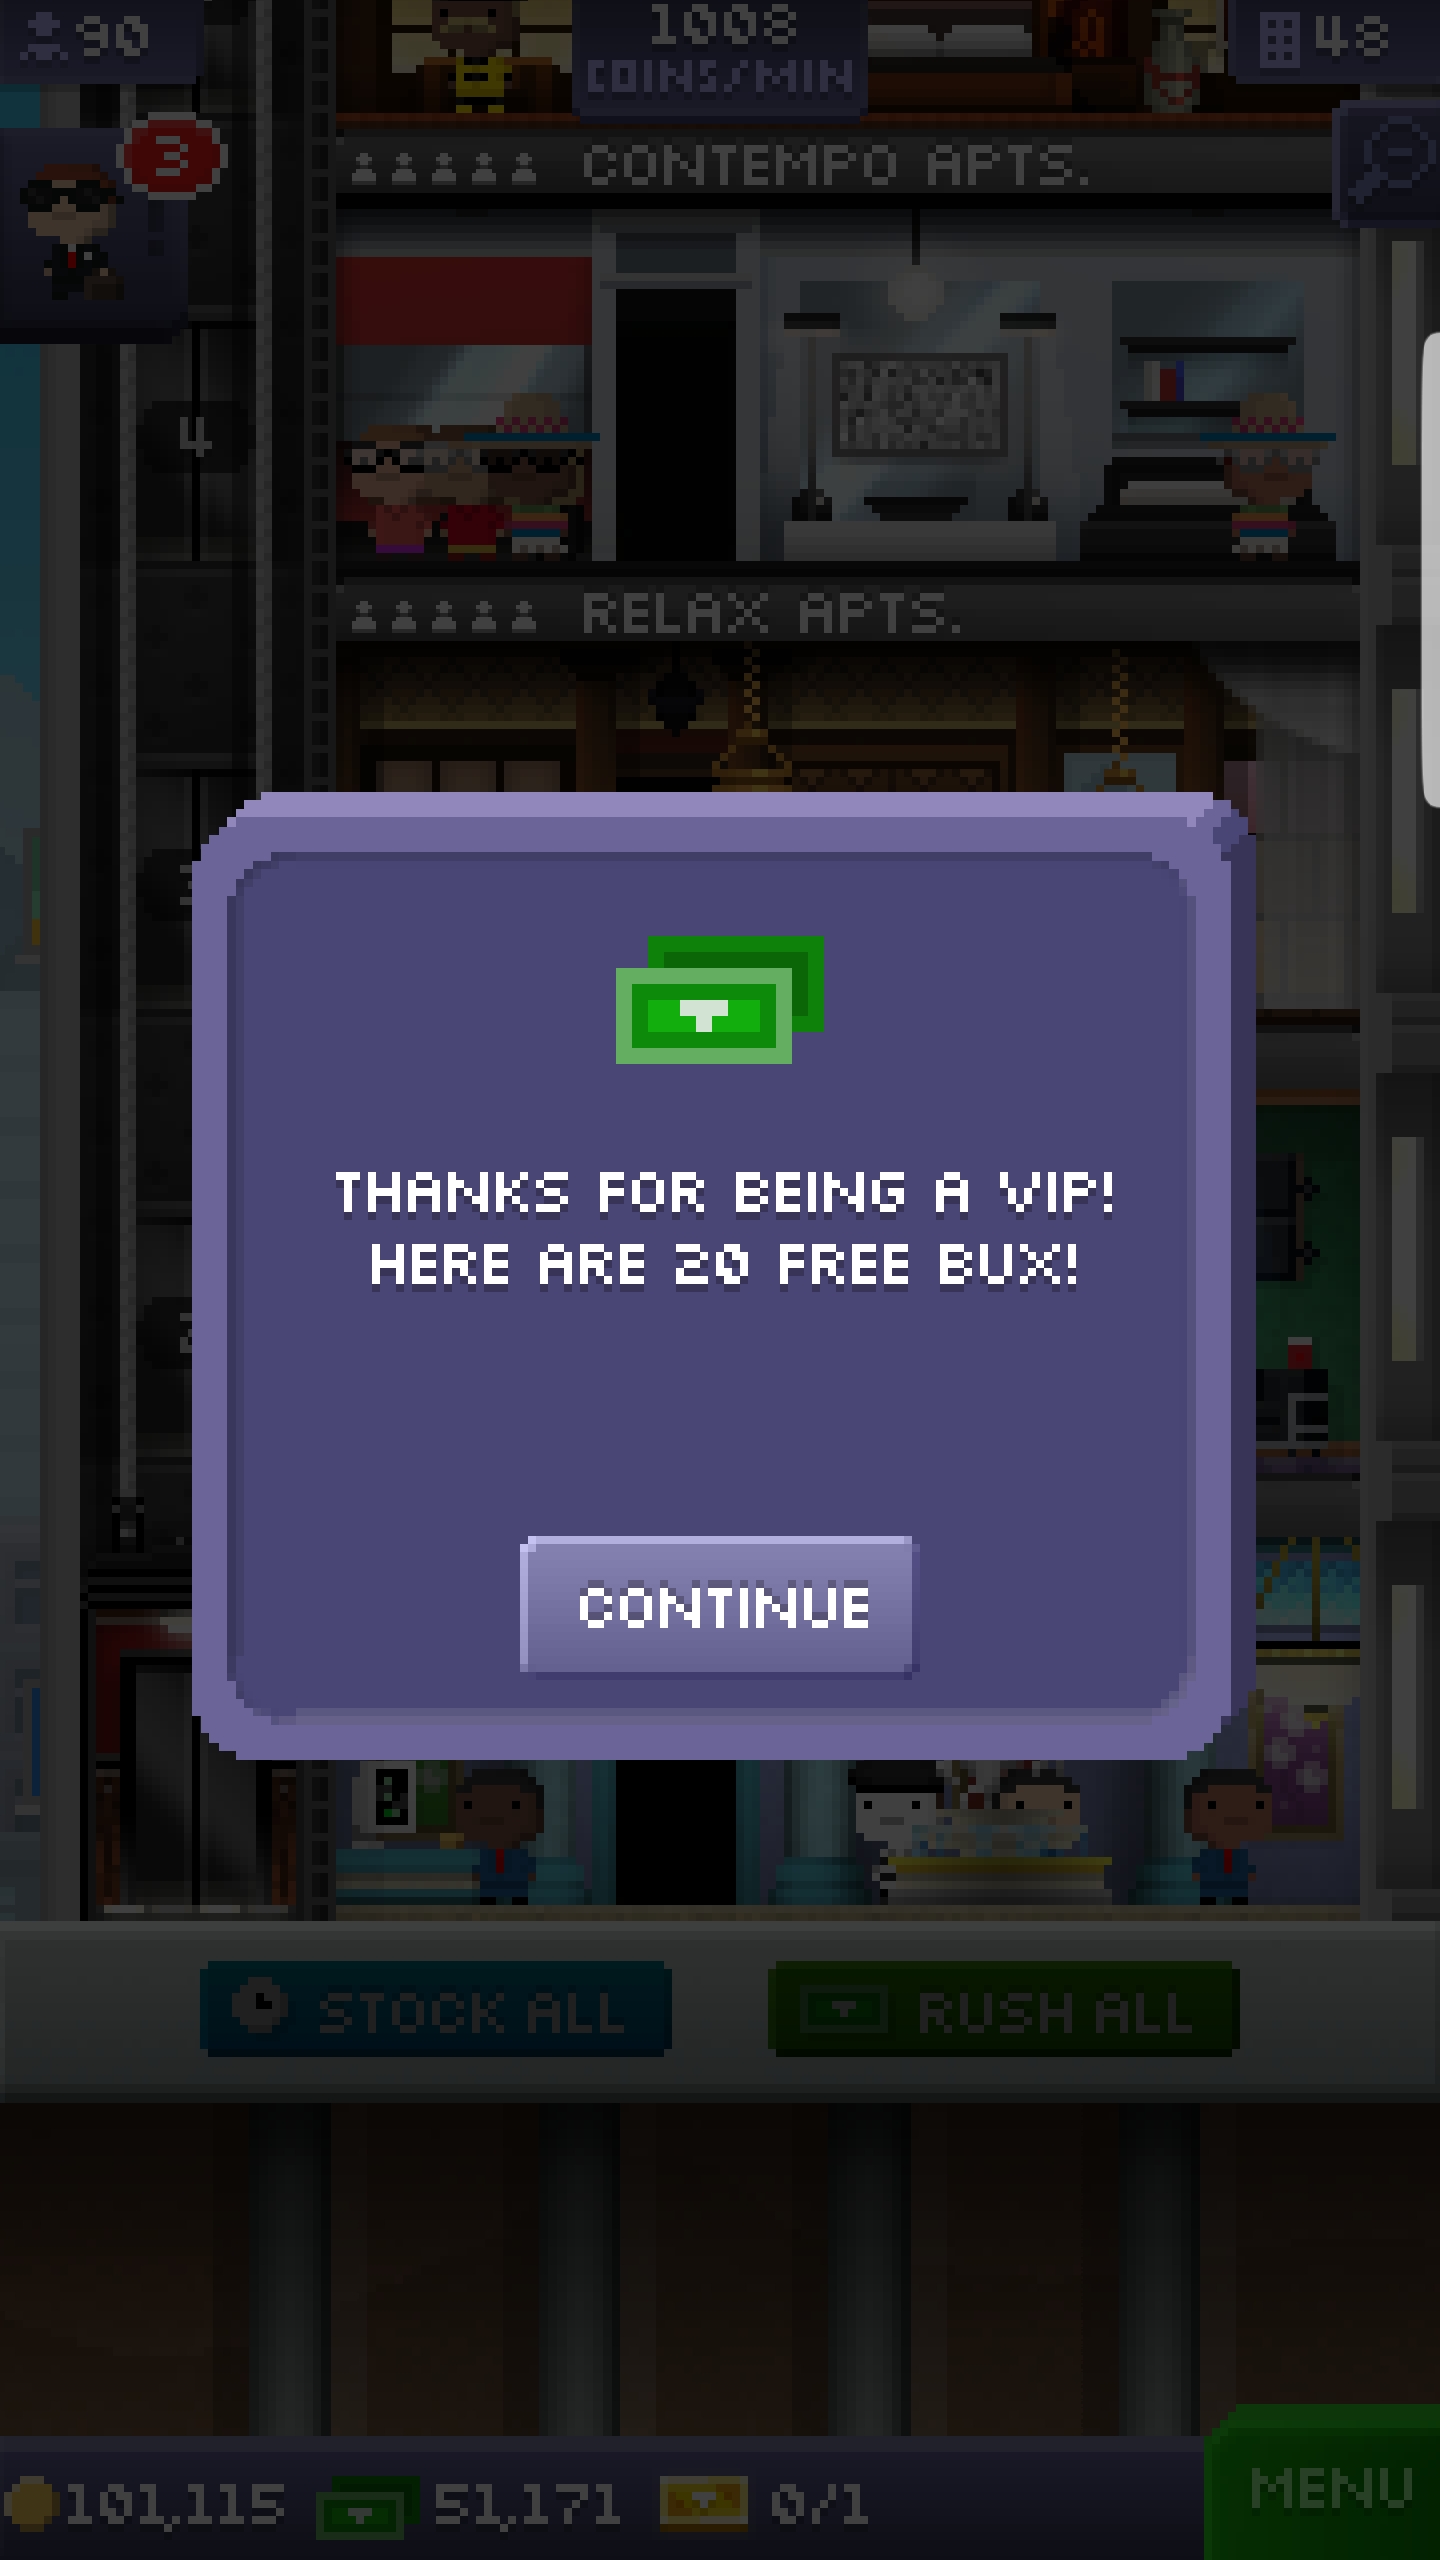 90
1008
COINS/MIN
48
3
CONTEMPO APTS.
4
RELAX APTS.
THANKS FOR BEING A VIP!
HERE ARE 20 FREE BUX!
CONTINUE
STOCK ALL
RUSH ALL
101,115
51,171
0/1
MENU